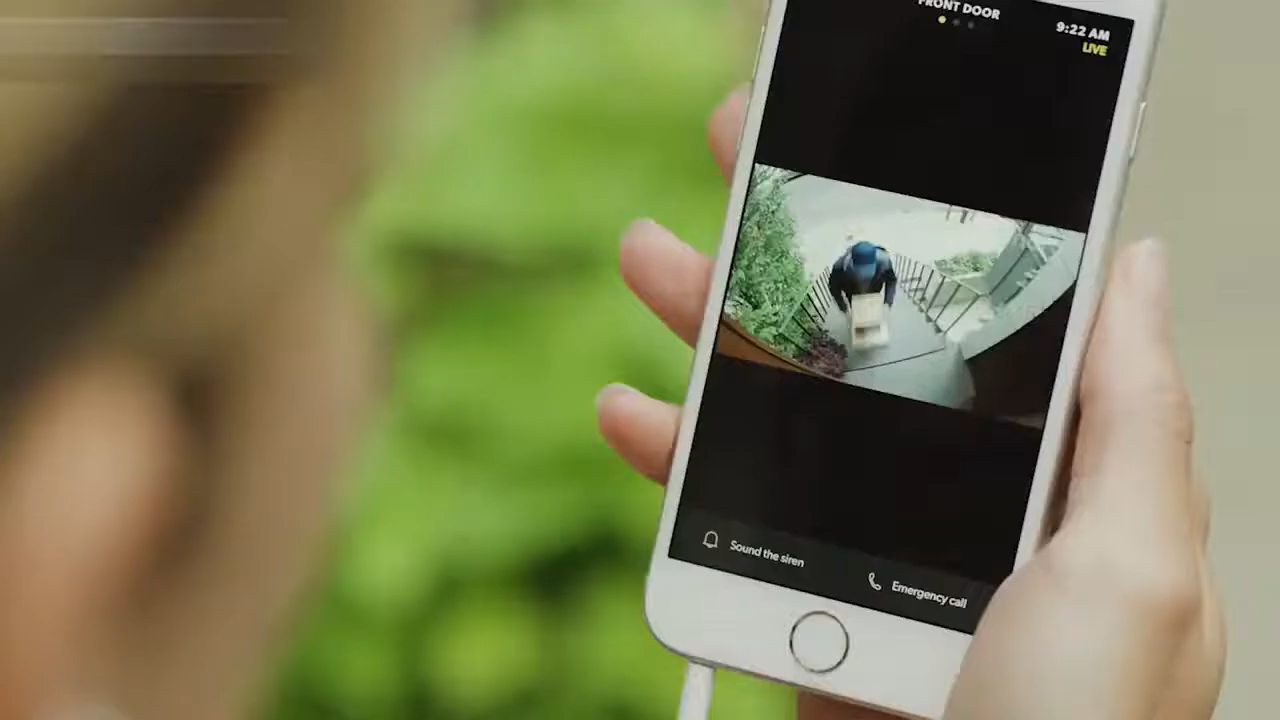 FRONT DOOR
9:22 AM
LIVE
Sound the siren
Emergency call